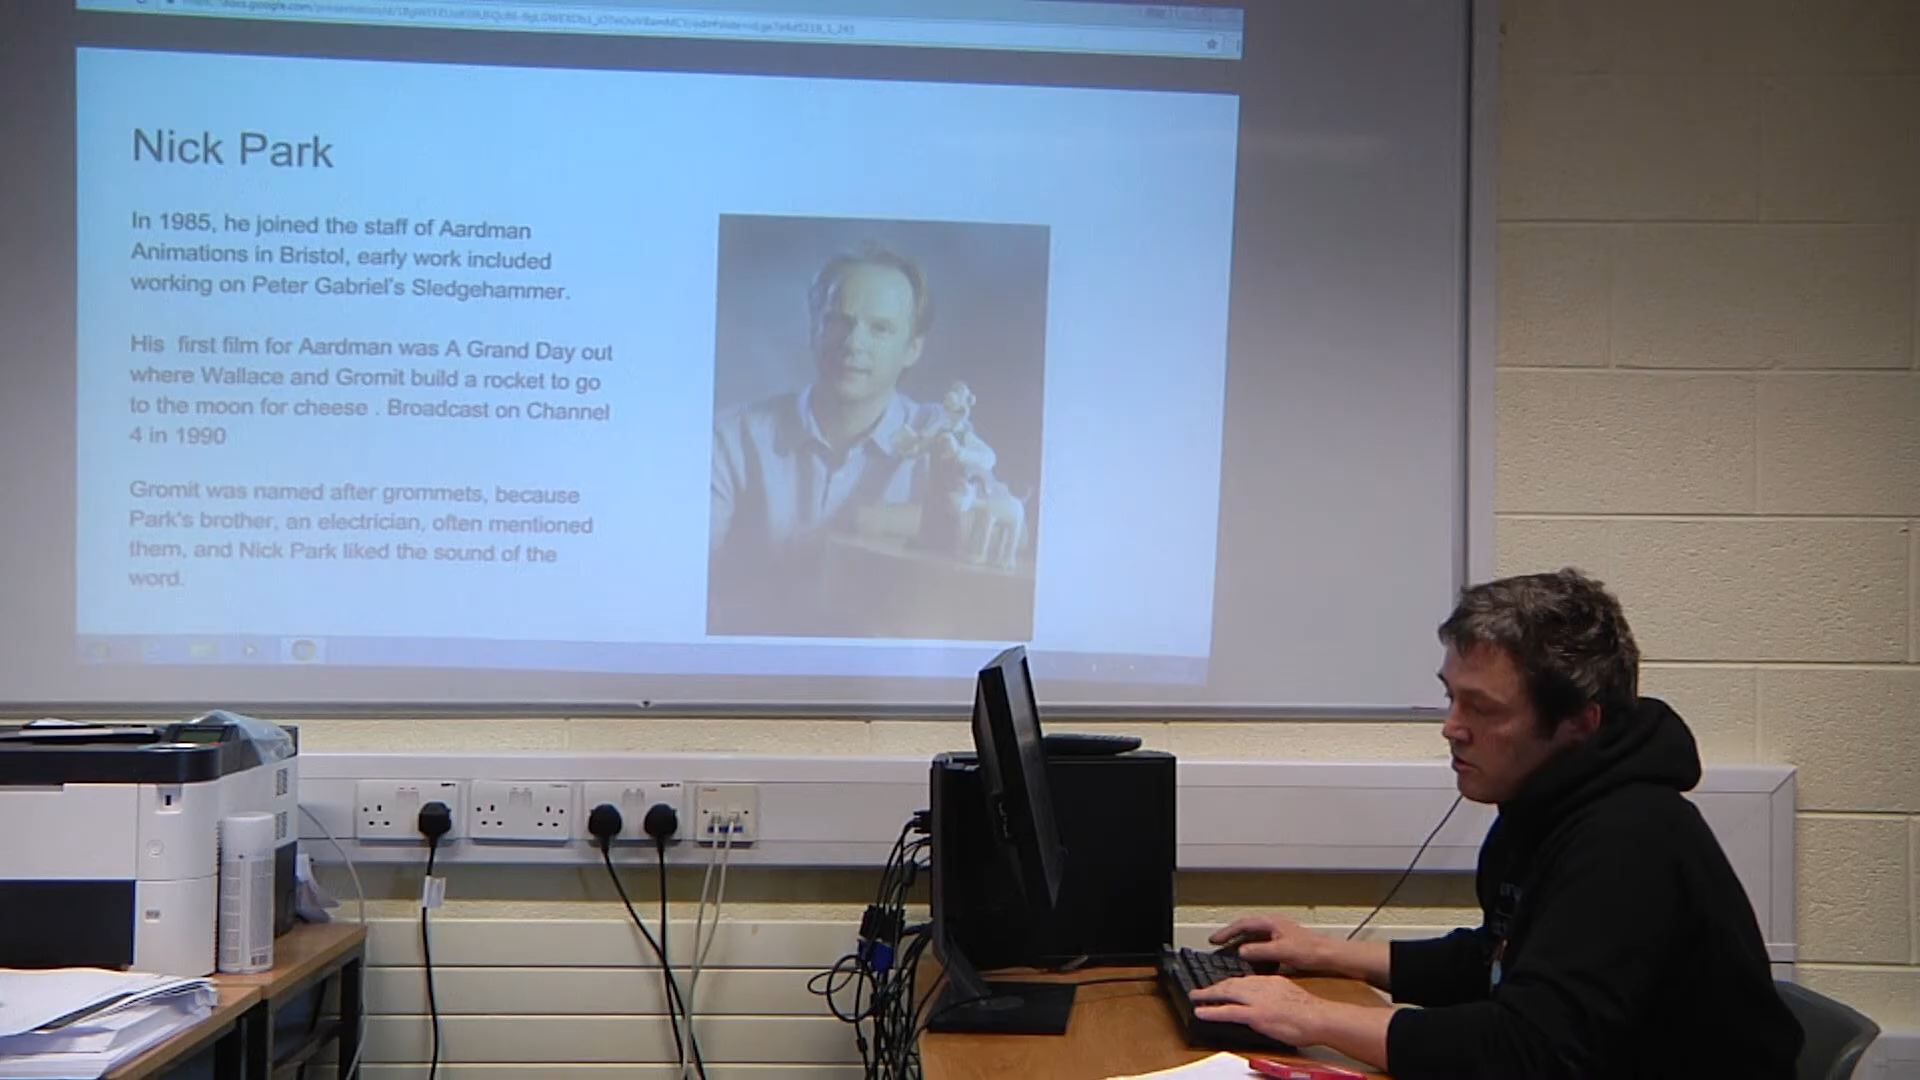 Nick Park
In 1985, he joined the staff of Aardman
Animations in Bristol, early work included
working on Peter Gabriel's Sledgehammer.
His first film for Aardman was A Grand Day out
where Wallace and Gromit build a rocket to go
to the moon for cheese . Broadcast on Channel
4 in 1990
Gromit was named after grommets, because
Park's brother, an electrician, often mentioned
them, and Nick Park liked the sound of the
word.